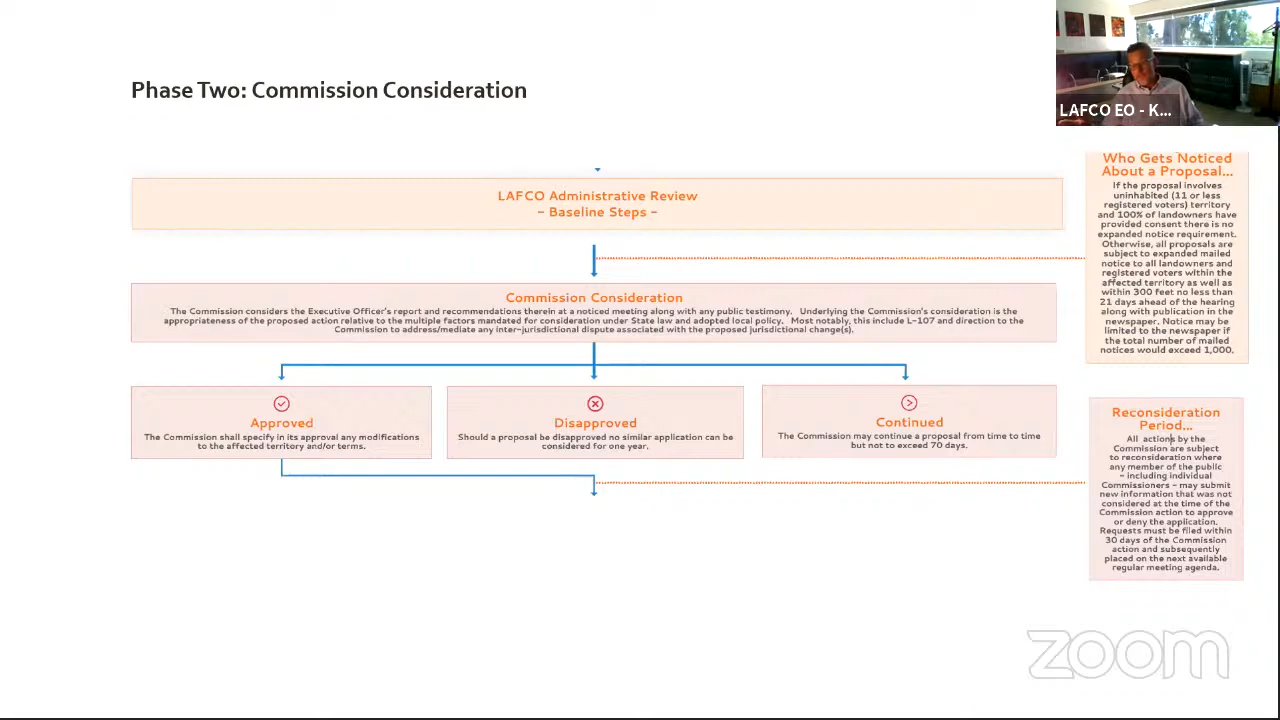 Phase Two: Commission Consideration
LAFCO EO - K...
LAFCO Administrative Review
- Baseline Steps -
Commission Consideration
The Commission considers the Executive Officer's report and recommendations therein at a noticed meeting along with any public testimony. Underlying the Commission's consideration is the
appropriateness of the proposed action relative to the multiple factors mandated for consideration under State law and adopted local policy. Most notably, this include L-107 and direction to the
Commission to address/mediate any inter-jurisdictional dispute associated with the proposed jurisdictional change(s).
Approved
The Commission shall specify in its approval any modifications
to the affected territory and/or terms.
Disapproved
Should a proposal be disapproved no similar application can be
considered for one year.
Continued
The Commission may continue a proposal from time to time
but not to exceed 70 days.
Who Gets Noticed
About a Proposal...
If the proposal involves
uninhabited (11 or less
registered voters) territory
and 100% of landowners have
provided consent there is no
expanded notice requirement.
Otherwise, all proposals are
subject to expanded mailed
notice to all landowners and
registered voters within the
affected territory as well as
within 300 feet no less than
21 days ahead of the hearing
along with publication in the
newspaper. Notice may be
limited to the newspaper if
the total number of mailed
notices would exceed 1,000.
Reconsideration
Period...
All actions by the
Commission are subject
to reconsideration where
any member of the public
- including individual
Commissioners - may submit
new information that was not
considered at the time of the
Commission action to approve
or deny the application.
Requests must be filed within
30 days of the Commission
action and subsequently
placed on the next available
regular meeting agenda.
zoom